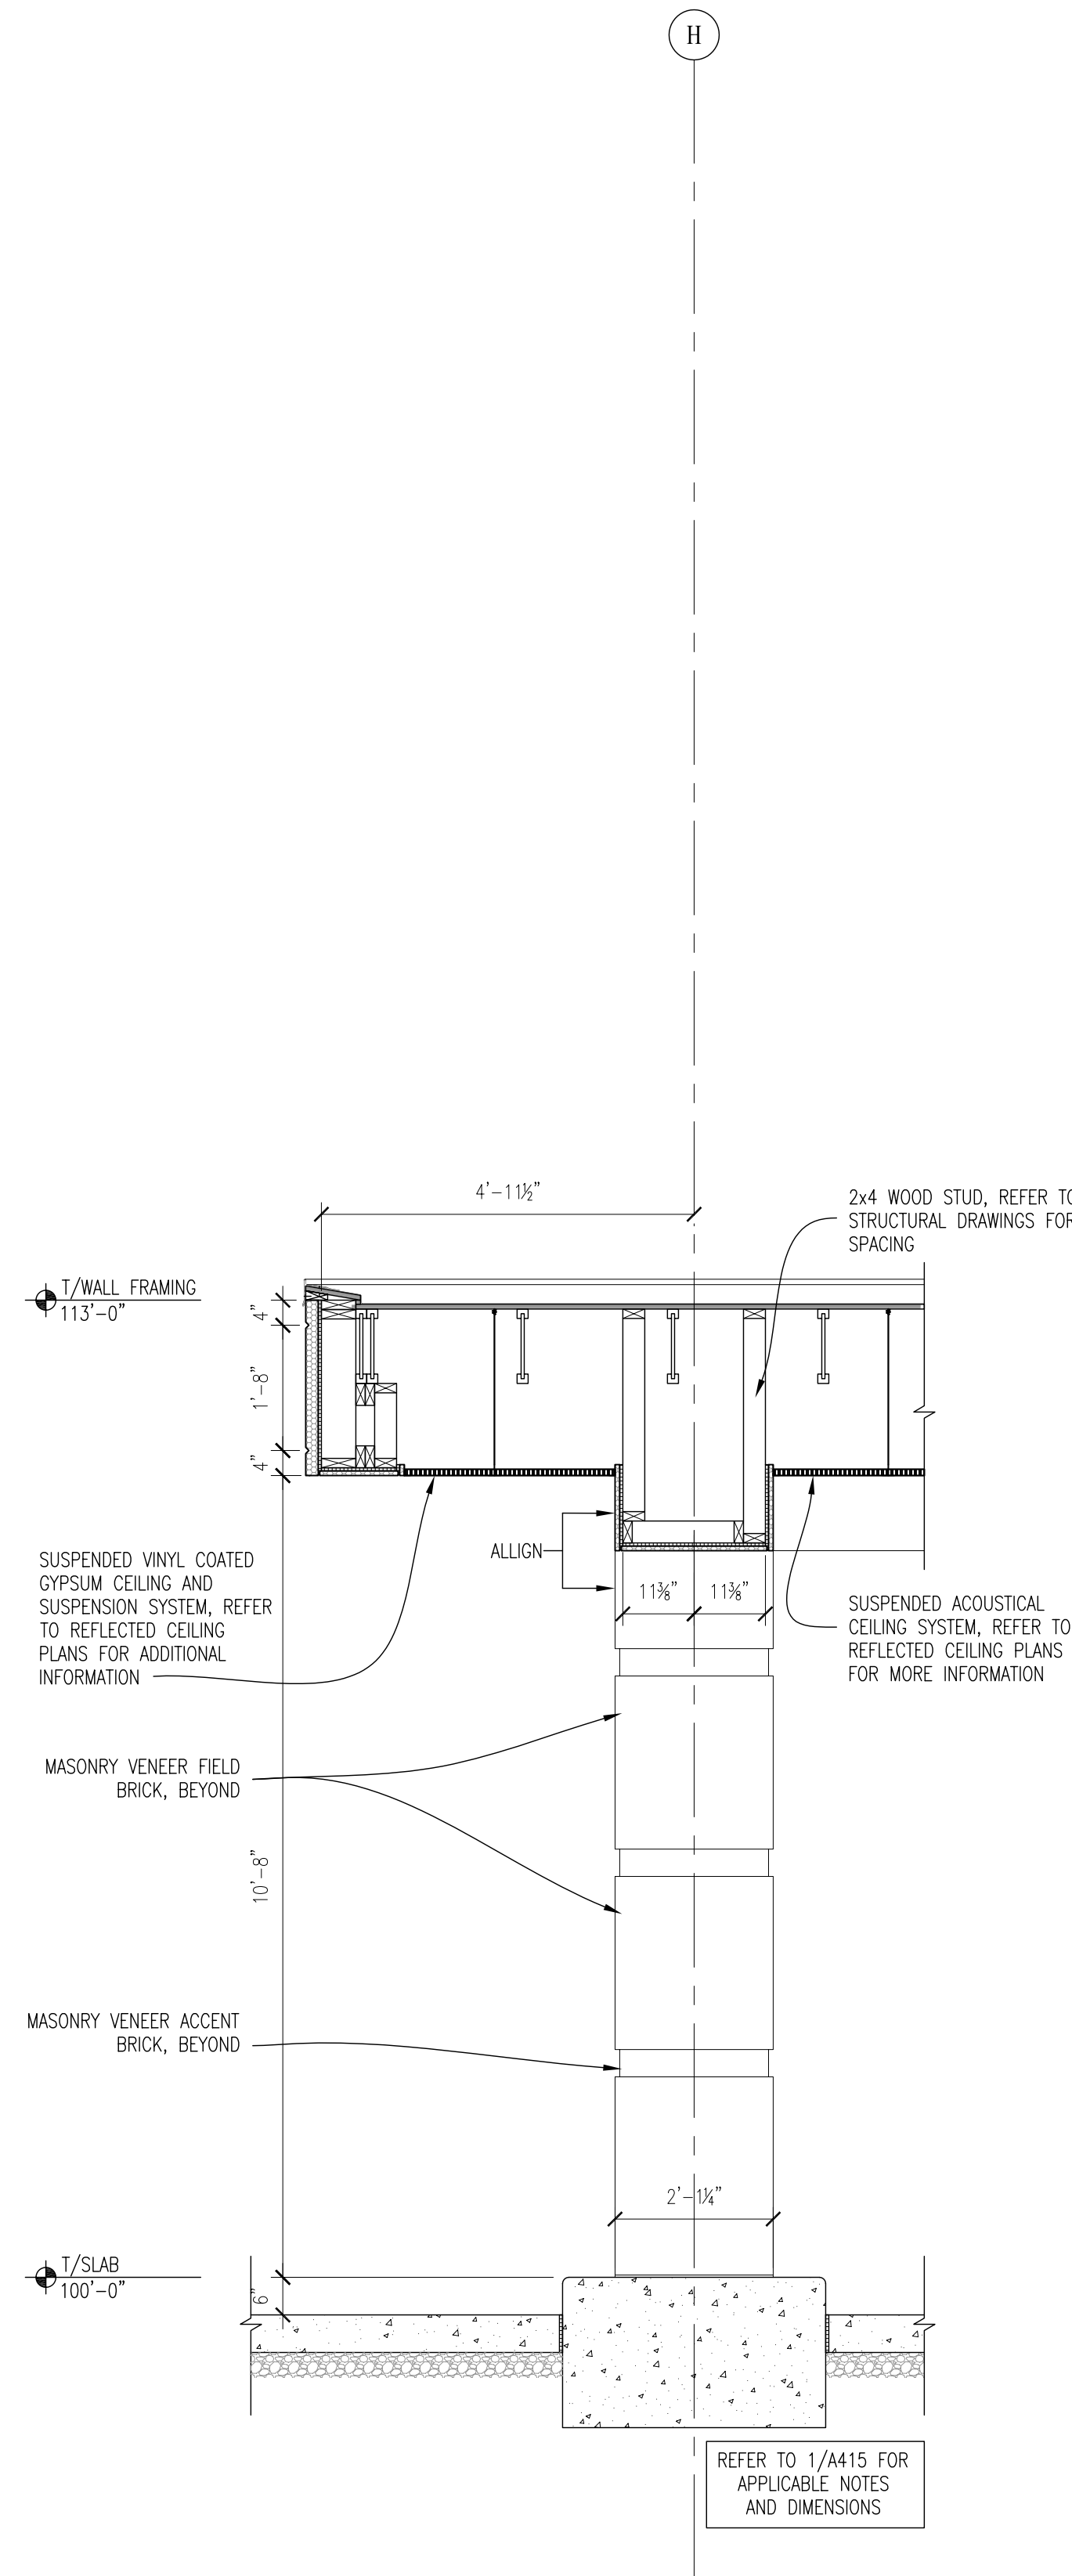 H
4'-11½"
2x4 WOOD STUD, REFER TO
STRUCTURAL DRAWINGS FOR
SPACING
T/WALL FRAMING
113'-0"
4"
1'-8"
4"
ALLIGN
11⅜"
11⅜"
SUSPENDED VINYL COATED
GYPSUM CEILING AND
SUSPENSION SYSTEM, REFER
TO REFLECTED CEILING
PLANS FOR ADDITIONAL
INFORMATION
SUSPENDED ACOUSTICAL
CEILING SYSTEM, REFER TO
REFLECTED CEILING PLANS
FOR MORE INFORMATION
MASONRY VENEER FIELD
BRICK, BEYOND
10'-8"
MASONRY VENEER ACCENT
BRICK, BEYOND
2'-1¼"
T/SLAB
100'-0"
6"
REFER TO 1/A415 FOR
APPLICABLE NOTES
AND DIMENSIONS